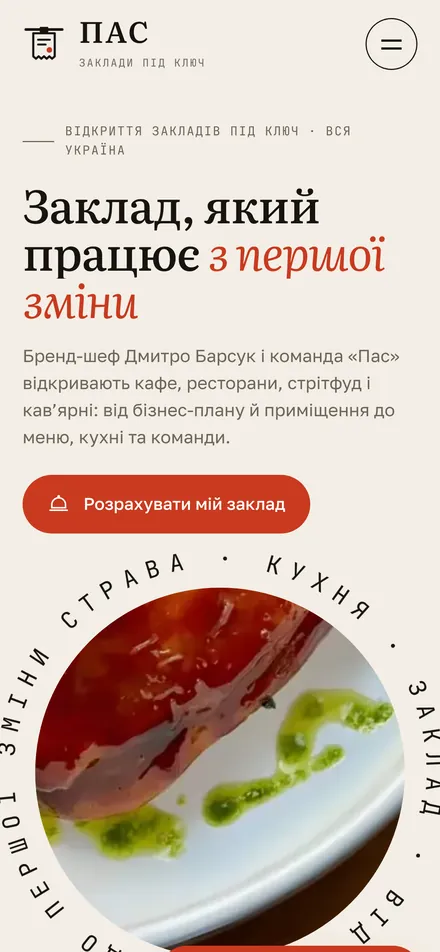 ПАС
ЗАКЛАДИ ПІД КЛЮЧ
ВІДКРИТТЯ ЗАКЛАДІВ ПІД КЛЮЧ · ВСЯ
УКРАЇНА
Заклад, який
працює з першої
зміни
Бренд-шеф Дмитро Барсук і команда «Пас»
відкривають кафе, ресторани, стрітфуд і
кав’ярні: від бізнес-плану й приміщення до
меню, кухні та команди.
Розрахувати мій заклад
ДО ПЕРШОЇ ЗМІНИ СТРАВА · КУХНЯ · ЗАКЛАД · ВІД